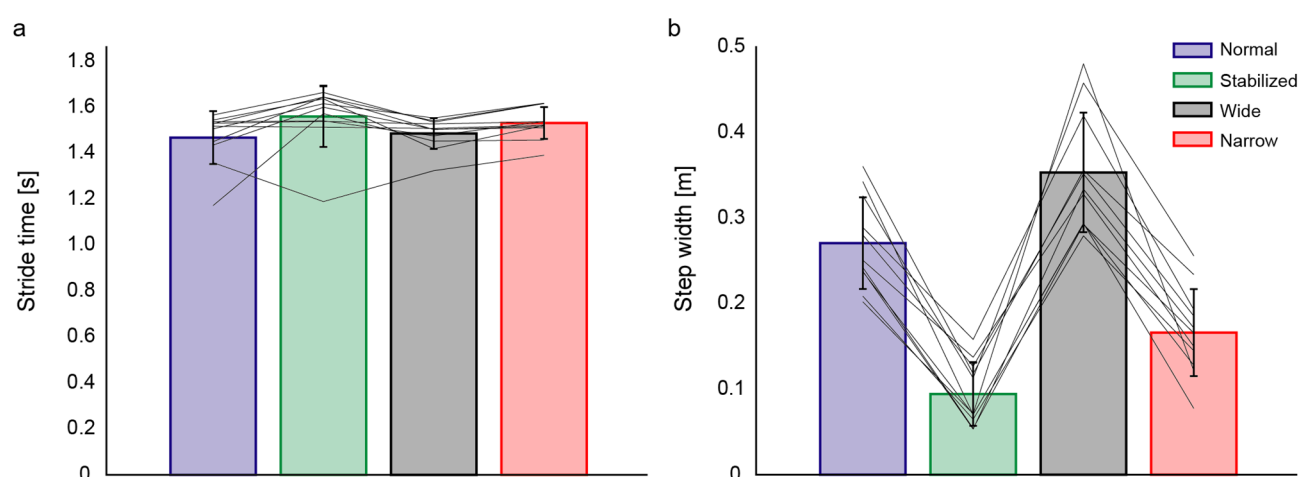 a
Stride time [s]
1.8
1.6
1.4
1.2
1.0
0.8
0.6
0.4
0.2
0
b
Step width [m]
0.5
0.4
0.3
0.2
0.1
0
Normal
Stabilized
Wide
Narrow